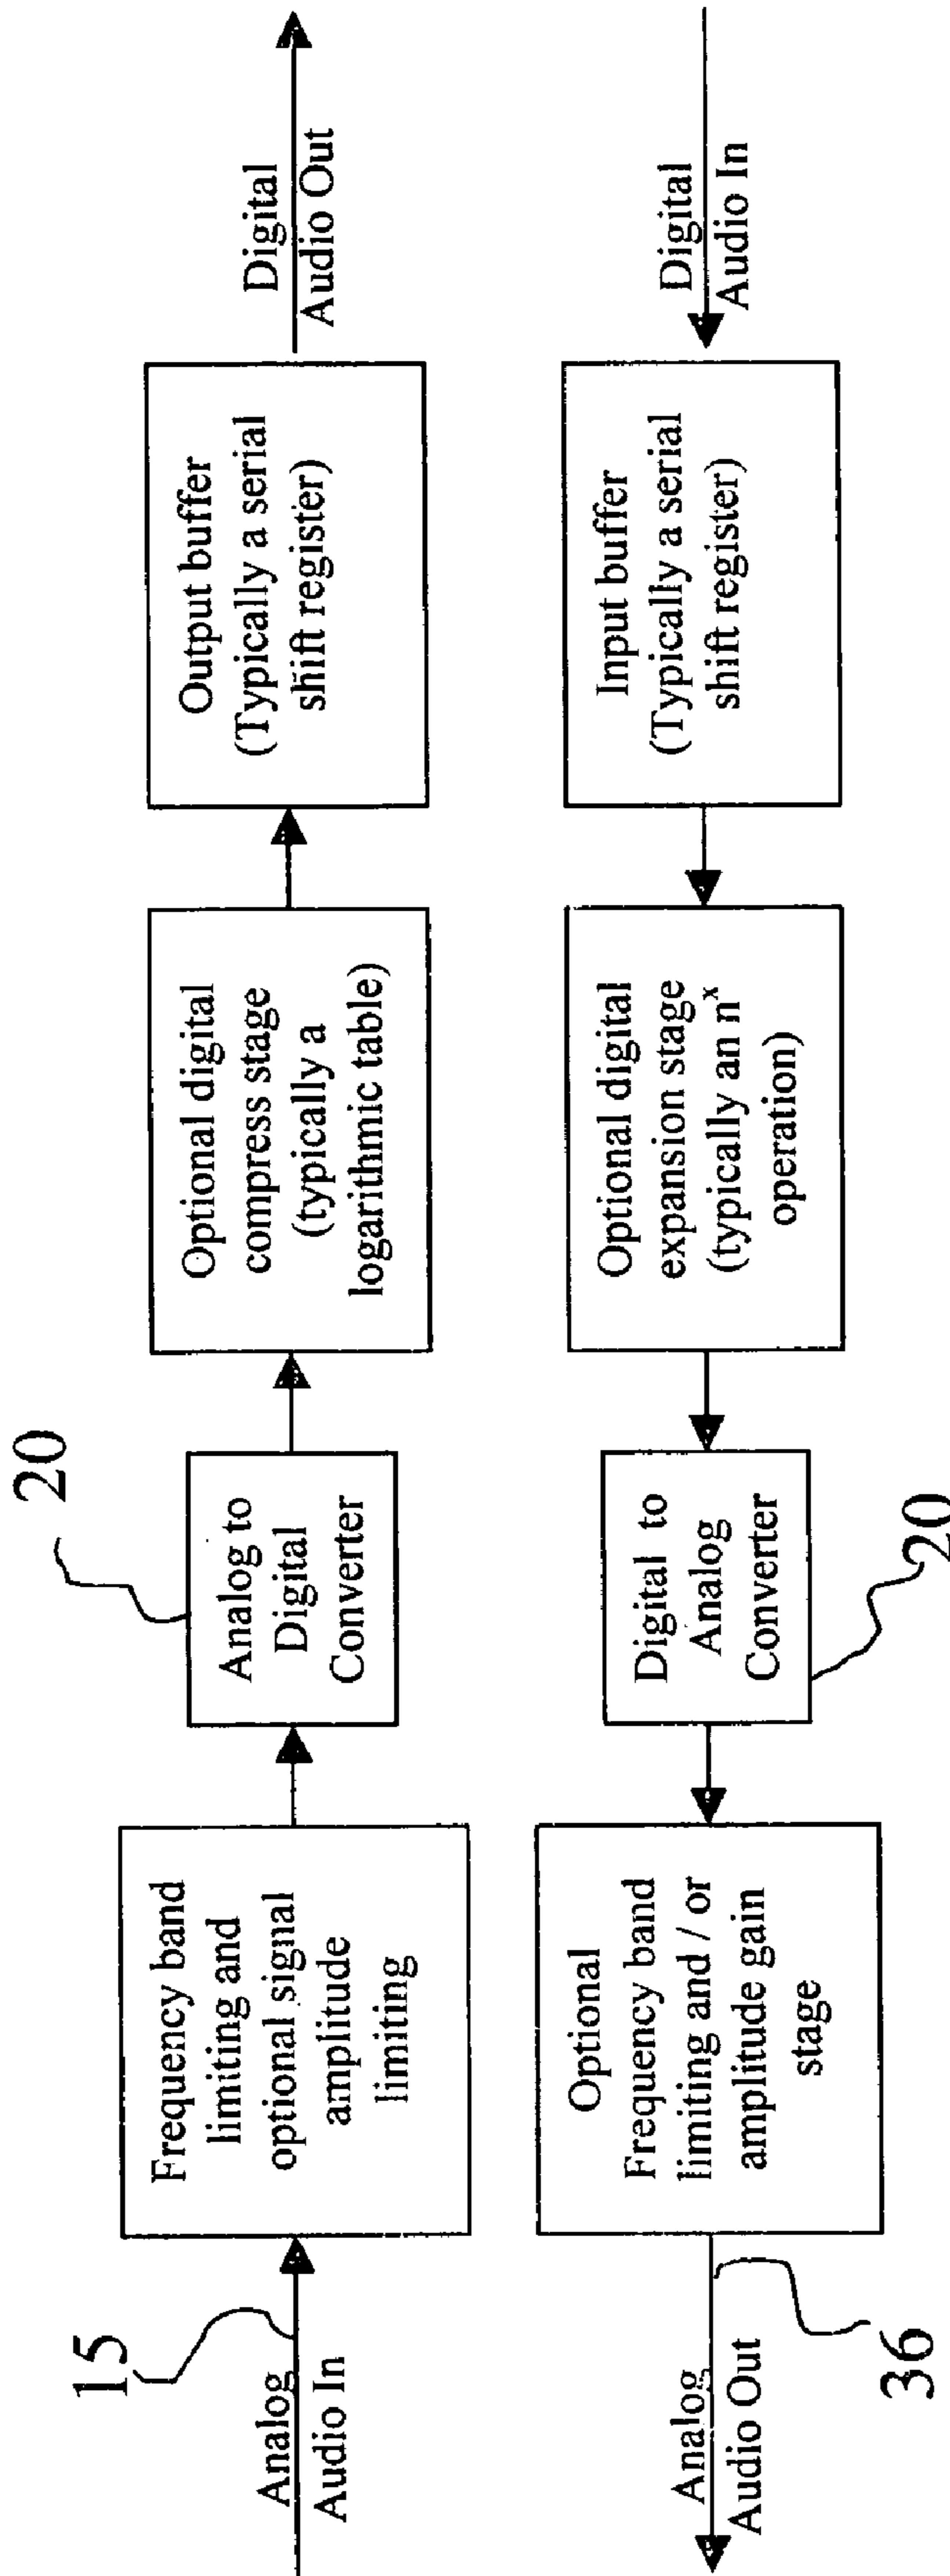 15
Analog
Audio In
Frequency band
limiting and
optional signal
amplitude
limiting
20
Analog to
Digital
Converter
Optional digital
compress stage
(typically a
logarithmic table)
Output buffer
(Typically a serial
shift register)
Digital
Audio Out
Digital
Audio In
Input buffer
(Typically a serial
shift register)
Optional digital
expansion stage
(typically an nˣ
operation)
Digital to
Analog
Converter
20
Optional
Frequency band
limiting and / or
amplitude gain
stage
Analog
Audio Out
36